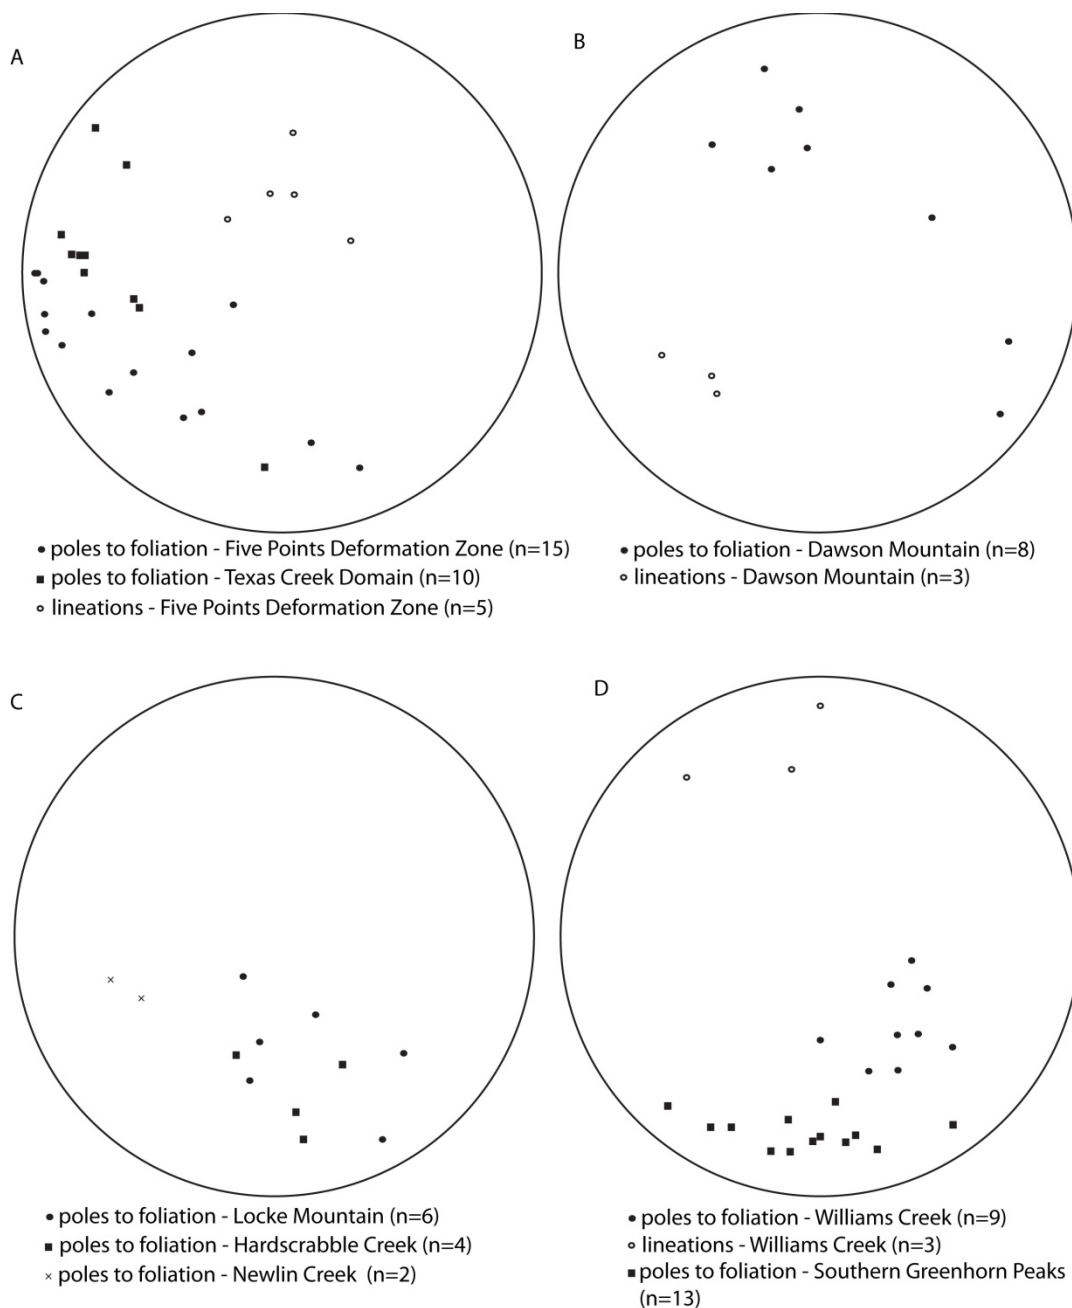 A
B
• poles to foliation - Five Points Deformation Zone (n=15)
■ poles to foliation - Texas Creek Domain (n=10)
○ lineations - Five Points Deformation Zone (n=5)
• poles to foliation - Dawson Mountain (n=8)
○ lineations - Dawson Mountain (n=3)
C
D
• poles to foliation - Locke Mountain (n=6)
■ poles to foliation - Hardscrabble Creek (n=4)
× poles to foliation - Newlin Creek (n=2)
• poles to foliation - Williams Creek (n=9)
○ lineations - Williams Creek (n=3)
■ poles to foliation - Southern Greenhorn Peaks
(n=13)